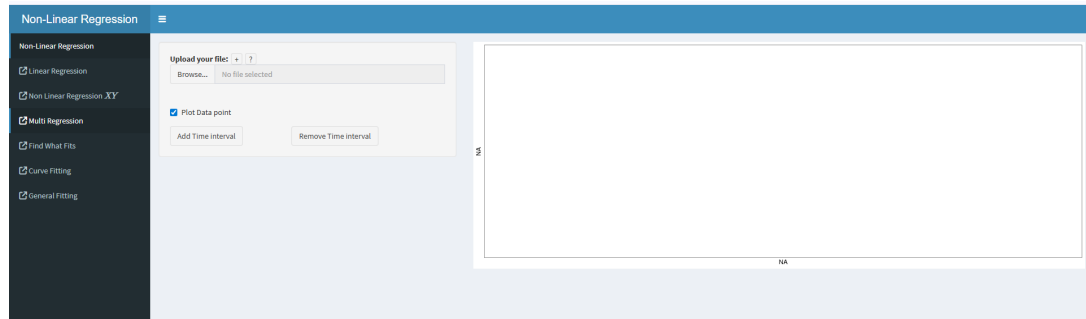 Non-Linear Regression
Non-Linear Regression
Linear Regression
Non Linear Regression XY
Multi Regression
Find What Fits
Curve Fitting
General Fitting
Upload your file: + ?
Browse... No file selected
Plot Data point
Add Time interval Remove Time interval
NA
NA